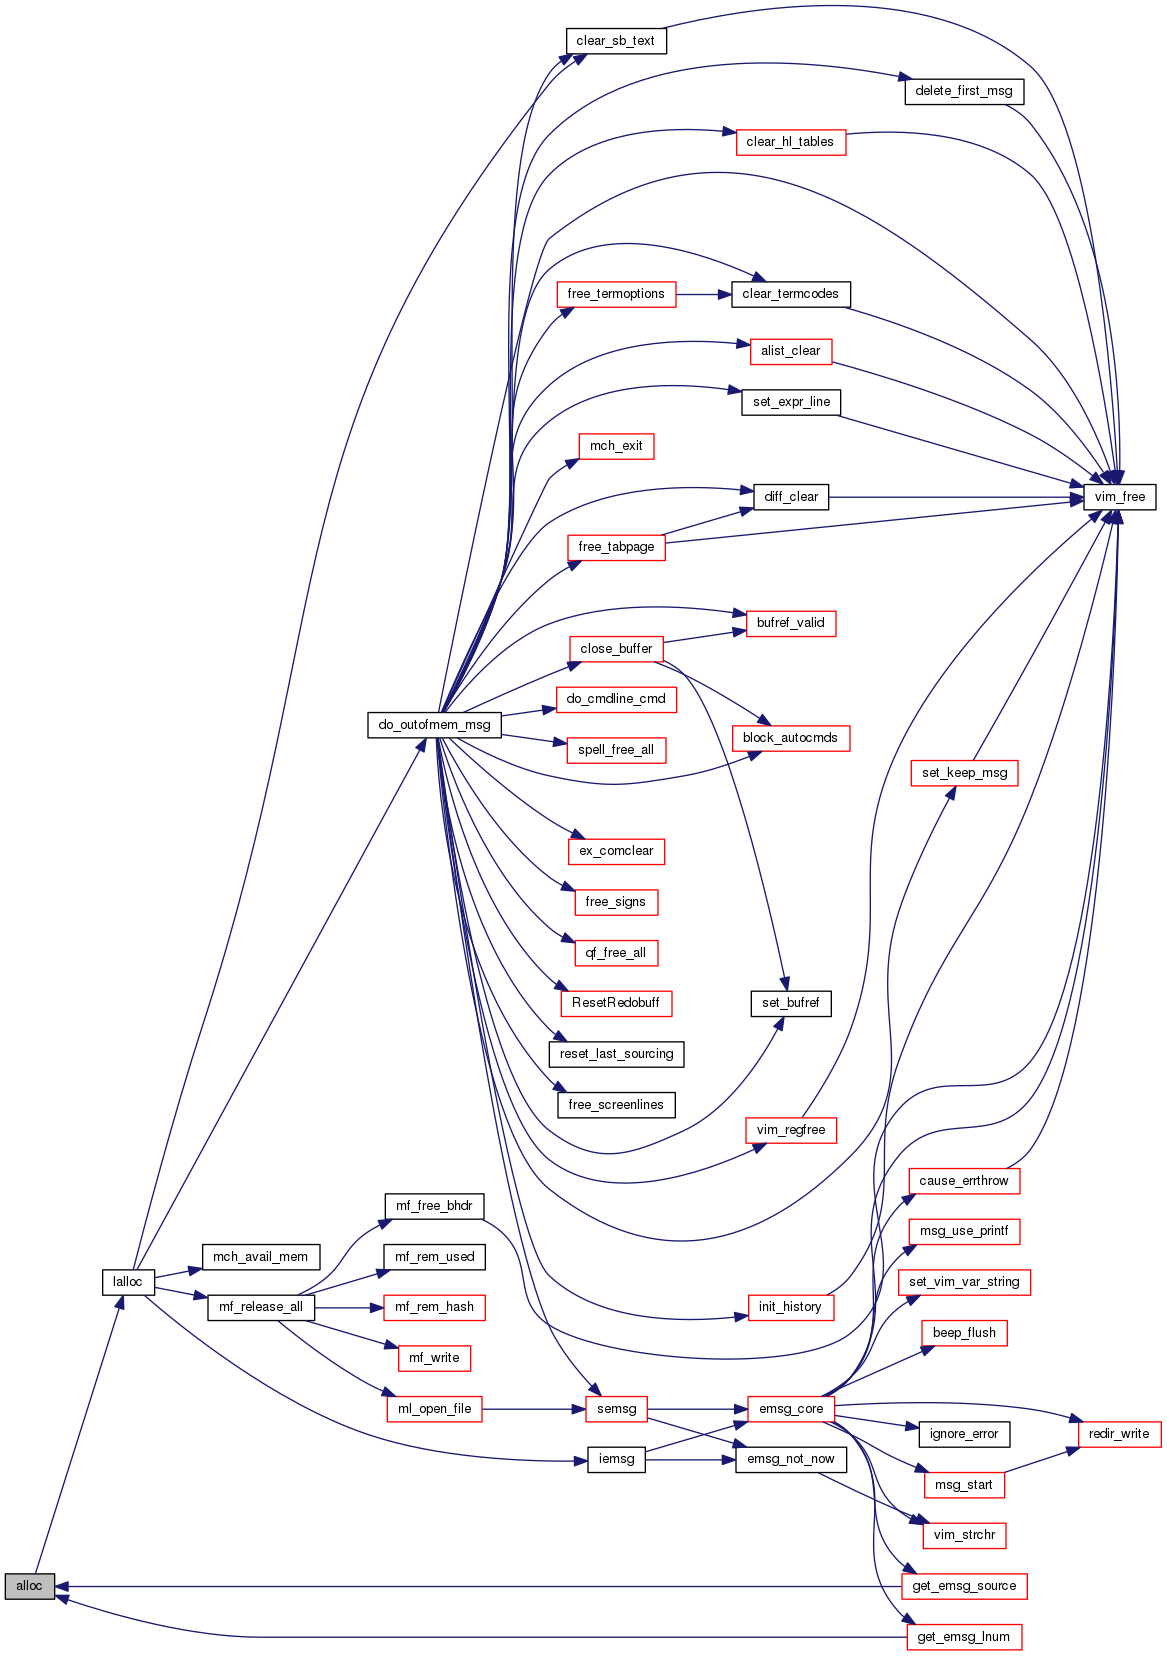 clear_sb_text
delete_first_msg
clear_hl_tables
free_termoptions
clear_termcodes
alist_clear
set_expr_line
mch_exit
diff_clear
vim_free
free_tabpage
bufref_valid
close_buffer
do_cmdline_cmd
do_outofmem_msg
block_autocmds
spell_free_all
set_keep_msg
ex_comclear
free_signs
qf_free_all
ResetRedobuff
set_bufref
reset_last_sourcing
free_screenlines
vim_regfree
cause_errthrow
mf_free_bhdr
msg_use_printf
mch_avail_mem
mf_rem_used
lalloc
set_vim_var_string
mf_release_all
mf_rem_hash
init_history
beep_flush
mf_write
ml_open_file
semsg
emsg_core
ignore_error
redir_write
iemsg
emsg_not_now
msg_start
vim_strchr
alloc
get_emsg_source
get_emsg_lnum